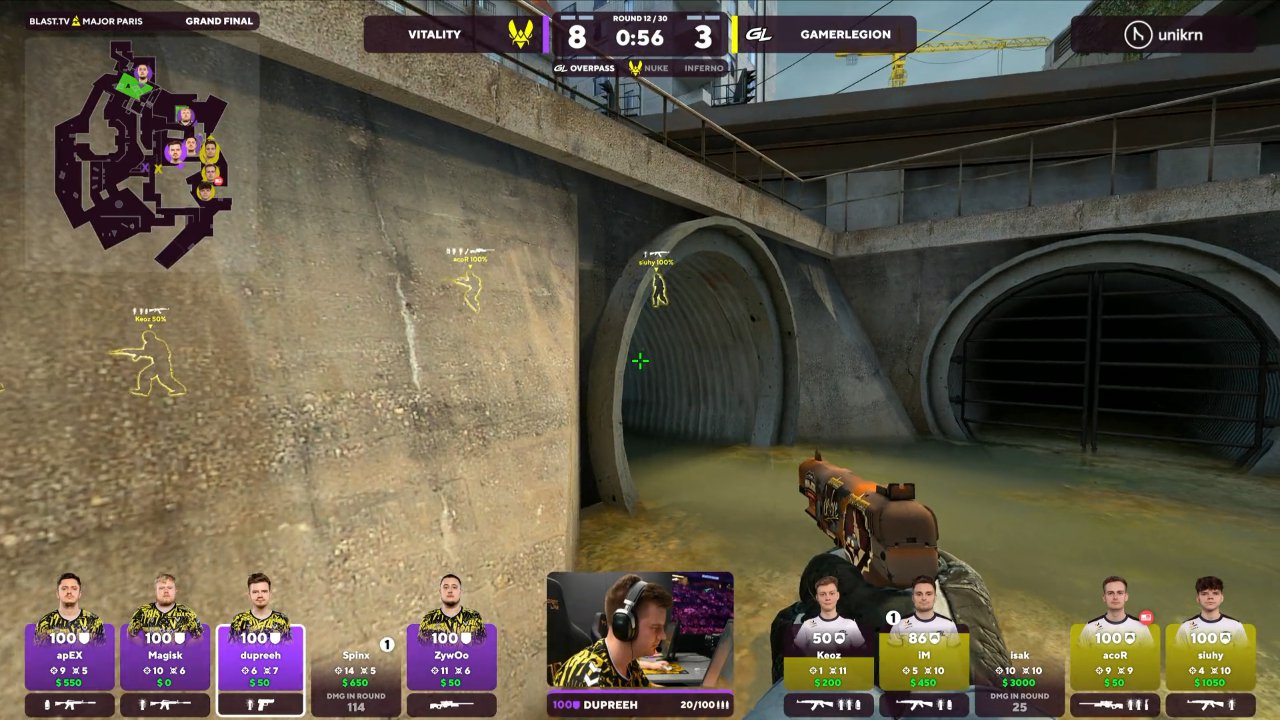 BLAST.TV MAJOR PARIS GRAND FINAL
VITALITY 8 ROUND 12 / 30 0:56 3 GL GAMERLEGION
unikrn
GL OVERPASS NUKE INFERNO
acoR 100%
siuhy 100%
Keoz 50%
100 100 100 100
apEX Magisk dupreeh Spinx 1 ZywOo
9 5 10 6 6 7 14 5 11 6
$550 $0 $50 $650 $50
DMG IN ROUND
114
100 DUPREEH 20/100
50 1 86 100 100
Keoz iM isak acoR siuhy
1 11 5 10 10 10 9 9 4 10
$200 $450 $3000 $50 $1050
DMG IN ROUND
25